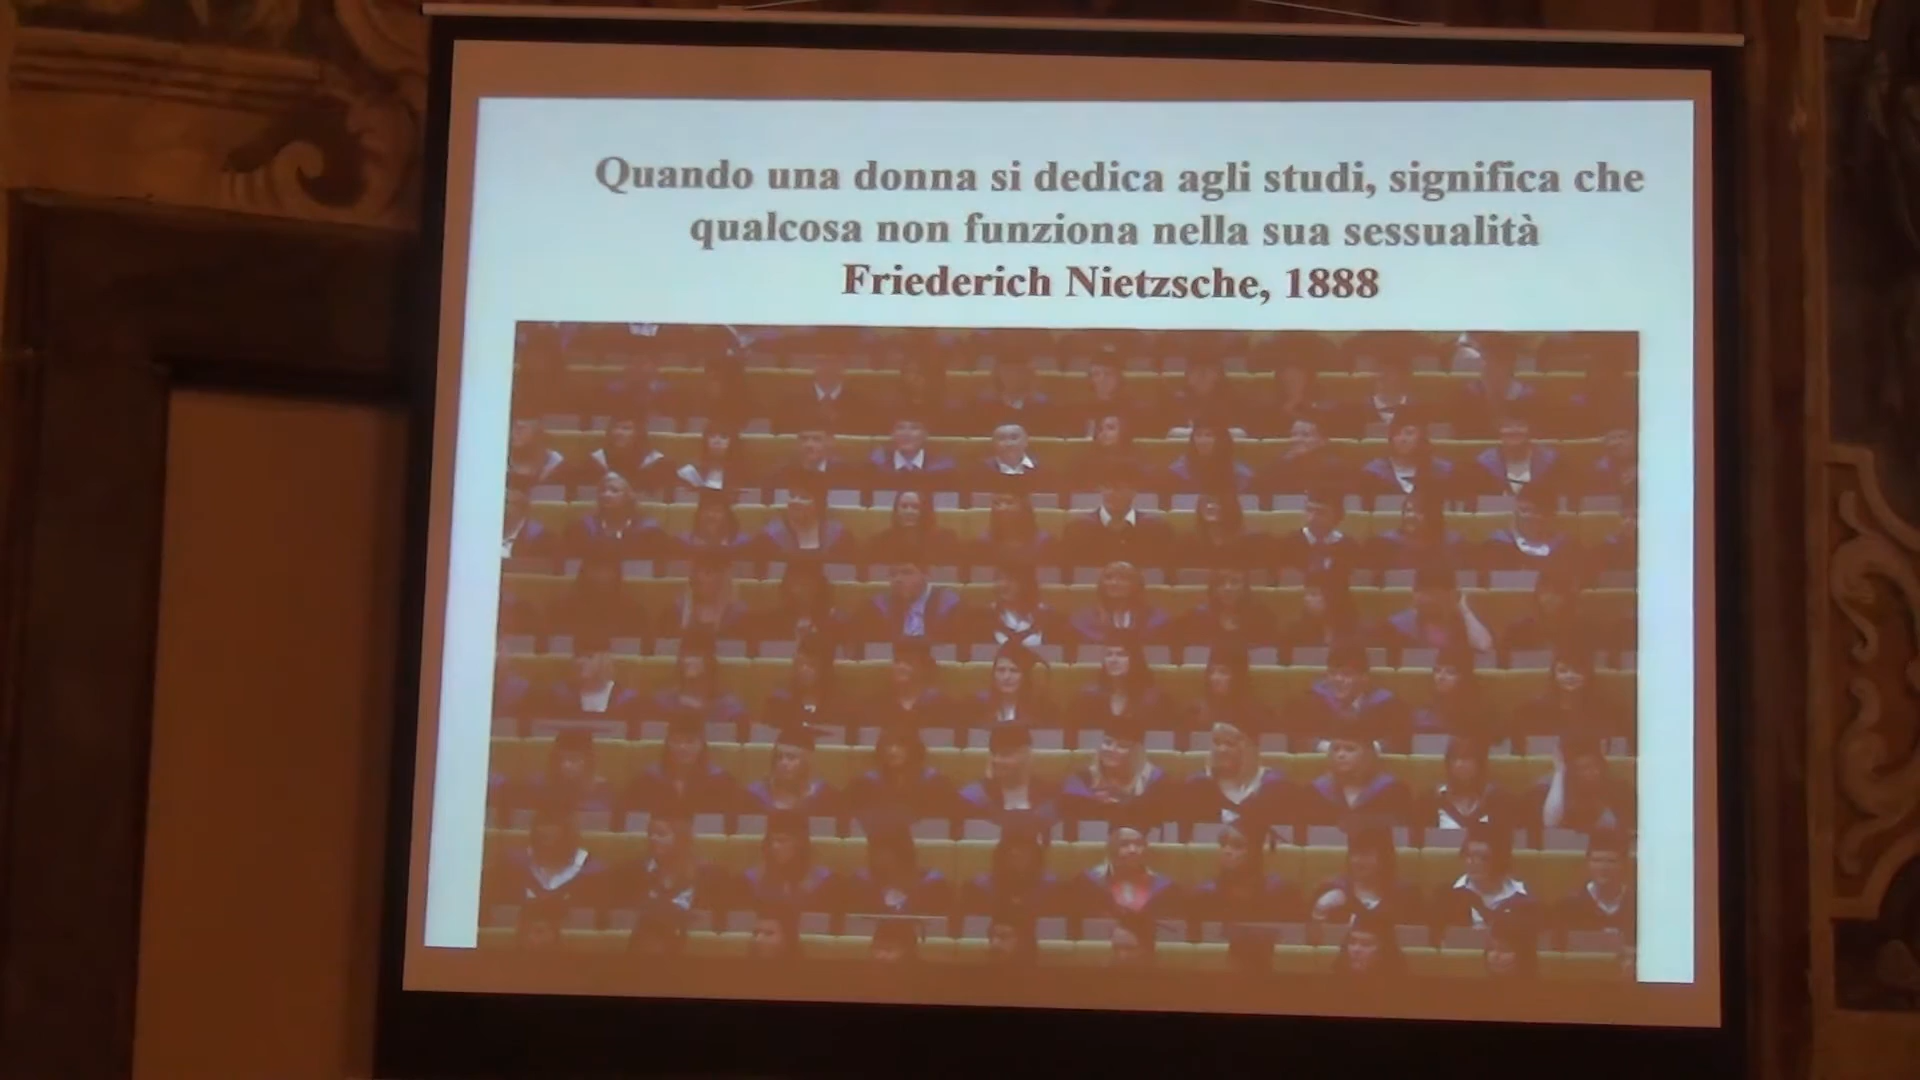 Quando una donna si dedica agli studi, significa che
qualcosa non funziona nella sua sessualità
Friederich Nietzsche, 1888